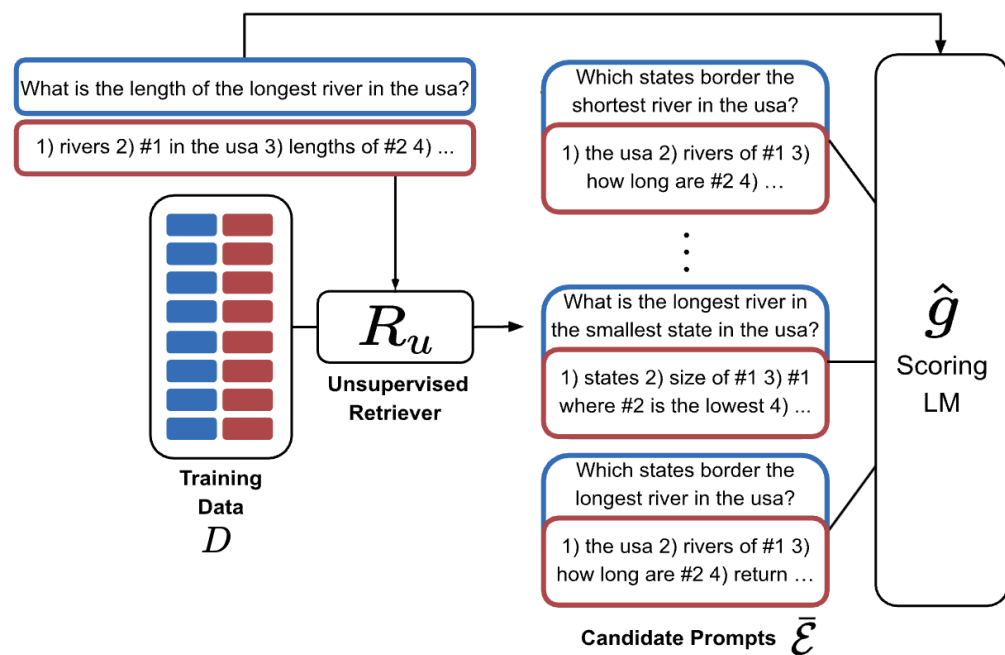 What is the length of the longest river in the usa?
1) rivers 2) #1 in the usa 3) lengths of #2 4) ...
Training
Data
D
R_u
Unsupervised
Retriever
Which states border the
shortest river in the usa?
1) the usa 2) rivers of #1 3)
how long are #2 4) ...
⋮
What is the longest river in
the smallest state in the usa?
1) states 2) size of #1 3) #1
where #2 is the lowest 4) ...
Which states border the
longest river in the usa?
1) the usa 2) rivers of #1 3)
how long are #2 4) return ...
Candidate Prompts ℰ̄
ĝ
Scoring
LM